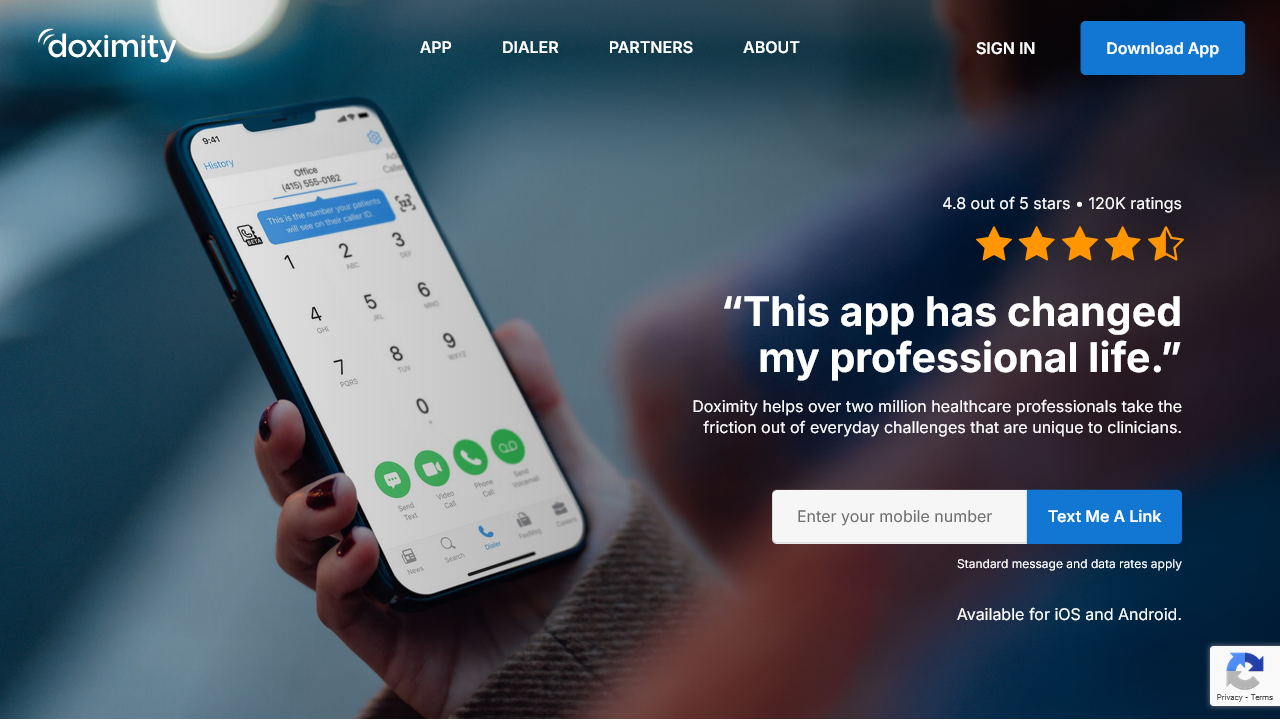 doximity
APP
DIALER
PARTNERS
ABOUT
SIGN IN
Download App
9:41
History
Office
(415) 555-0162
This is the number your patients
will see on their caller ID.
BETA
1
2
ABC
3
DEF
4
GHI
5
JKL
6
MNO
7
PQRS
8
TUV
9
WXYZ
0
Send
Text
Video
Call
Phone
Call
Send
Voicemail
News
Search
Dialer
Fax/Msg
Careers
4.8 out of 5 stars • 120K ratings
“This app has changed
my professional life.”
Doximity helps over two million healthcare professionals take the
friction out of everyday challenges that are unique to clinicians.
Enter your mobile number
Text Me A Link
Standard message and data rates apply
Available for iOS and Android.
Privacy - Terms